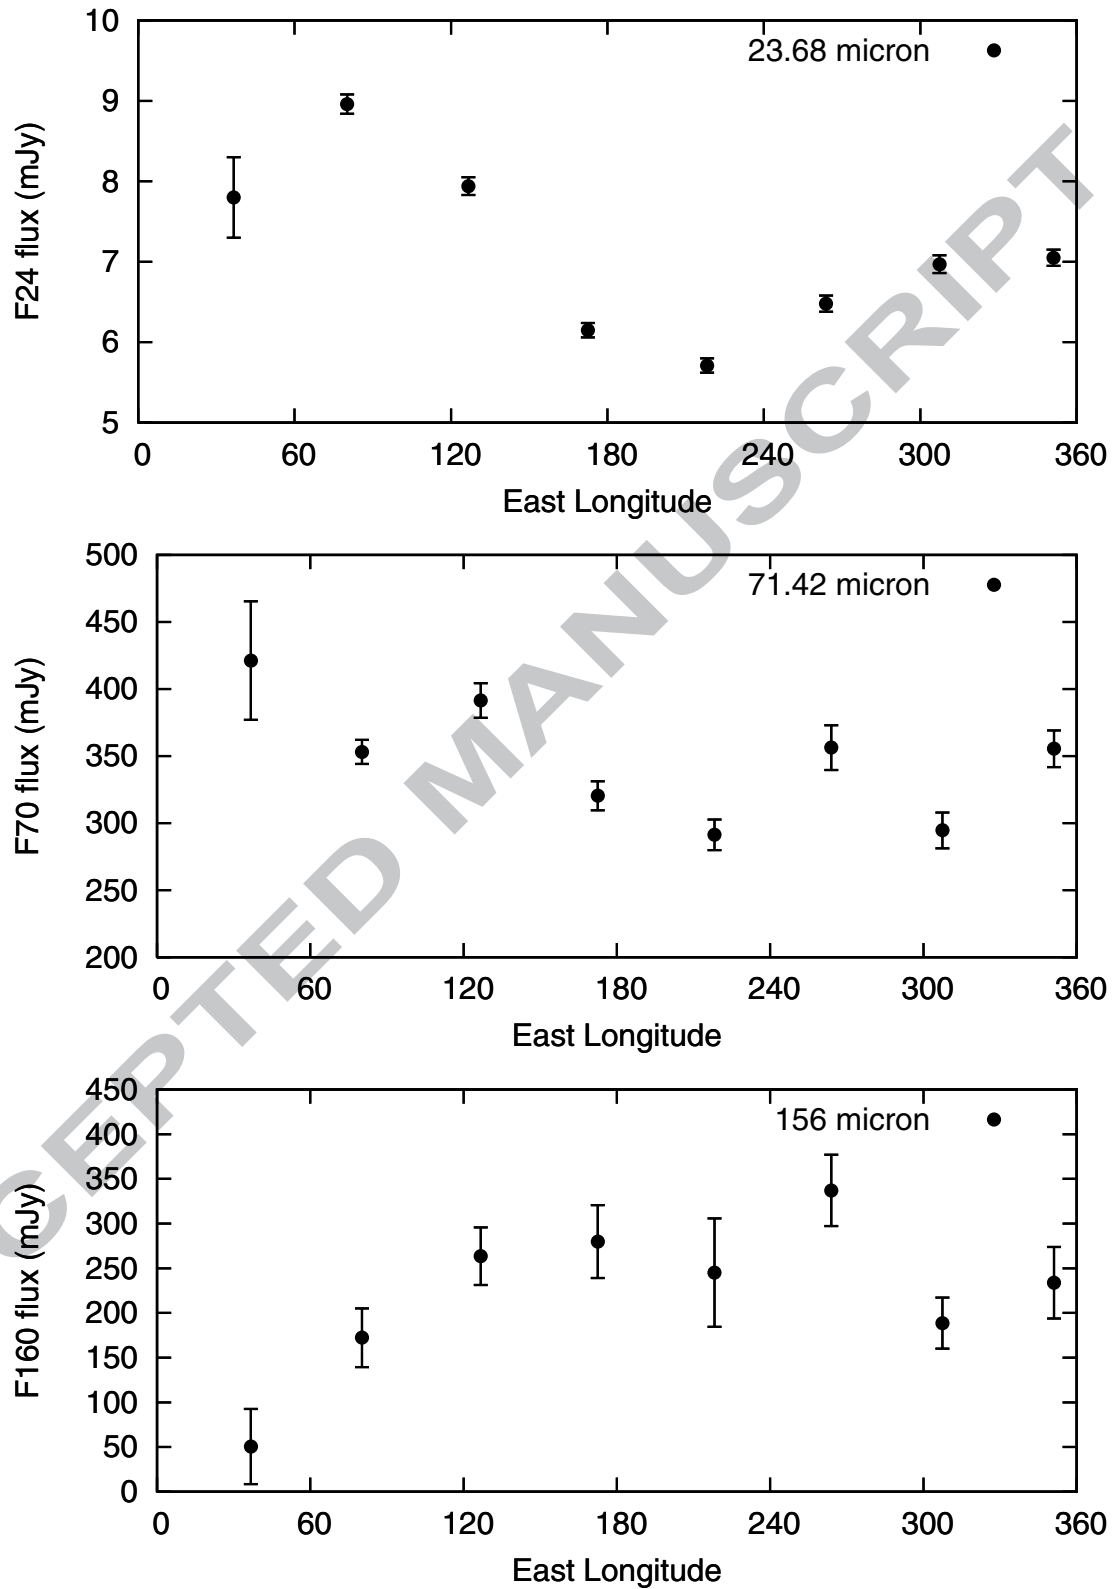 10
9
8
7
6
5
F24 flux (mJy)
23.68 micron
0 60 120 180 240 300 360
East Longitude
500
450
400
350
300
250
200
F70 flux (mJy)
71.42 micron
0 60 120 180 240 300 360
East Longitude
450
400
350
300
250
200
150
100
50
0
F160 flux (mJy)
156 micron
0 60 120 180 240 300 360
East Longitude
CEPTED MANUSCRIPT